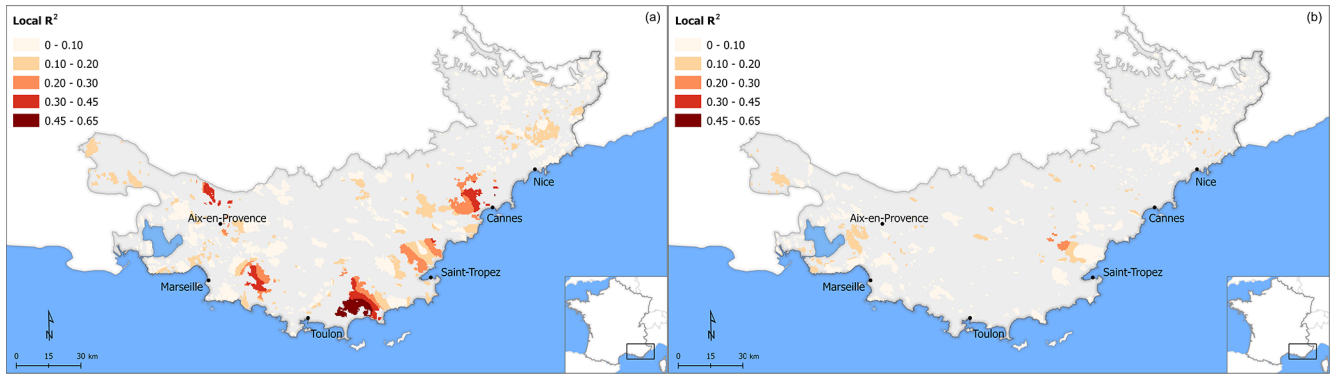 Local R²
(a)
0 - 0.10
0.10 - 0.20
0.20 - 0.30
0.30 - 0.45
0.45 - 0.65
Nice
Cannes
Aix-en-Provence
Saint-Tropez
Marseille
Toulon
N
0 15 30 km
Local R²
(b)
0 - 0.10
0.10 - 0.20
0.20 - 0.30
0.30 - 0.45
0.45 - 0.65
Nice
Cannes
Aix-en-Provence
Saint-Tropez
Marseille
Toulon
N
0 15 30 km